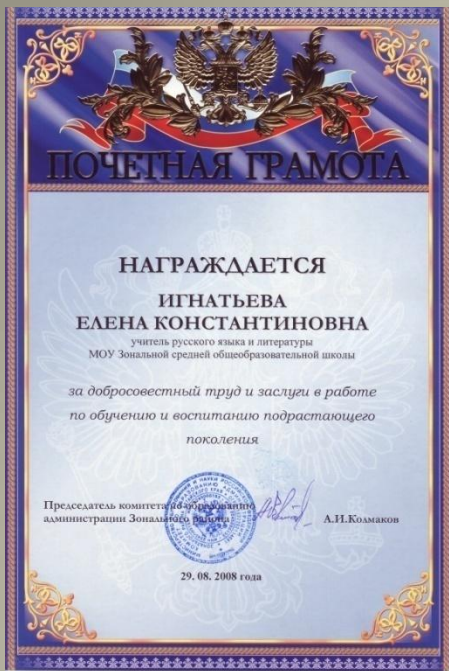 ПОЧЕТНАЯ ГРАМОТА
НАГРАЖДАЕТСЯ
ИГНАТЬЕВА
ЕЛЕНА КОНСТАНТИНОВНА
учитель русского языка и литературы
МОУ Зональной средней общеобразовательной школы
за добросовестный труд и заслуги в работе
по обучению и воспитанию подрастающего
поколения
Председатель комитета по образованию
администрации Зонального района
А.И.Колмаков
29. 08. 2008 года